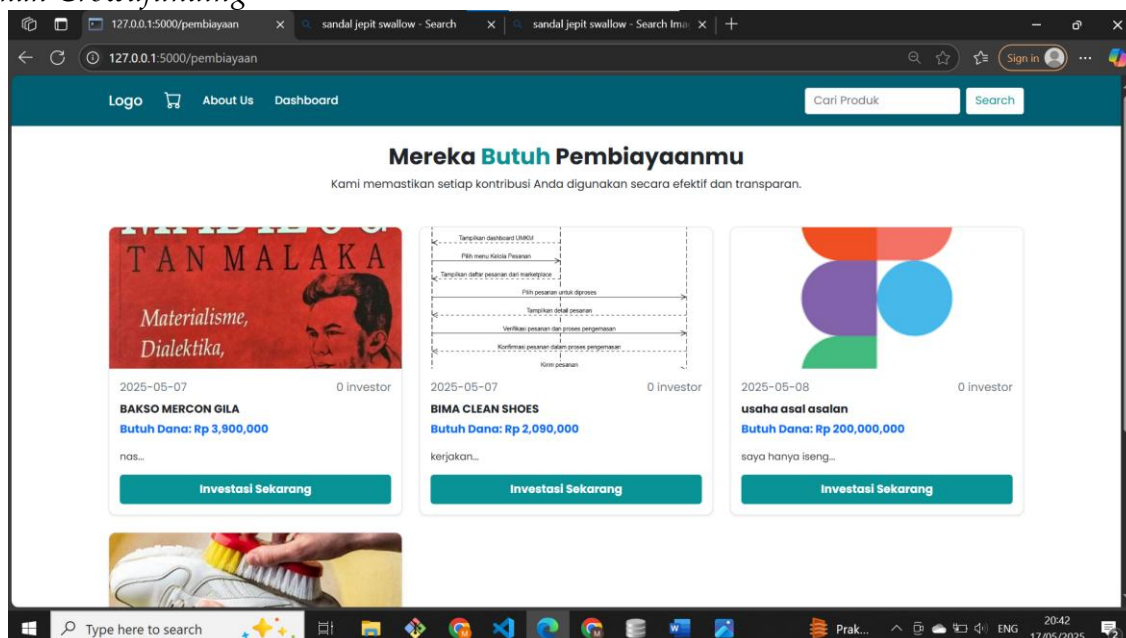 Crowdfunding
127.0.0.1:5000/pembiayaan
sandal jepit swallow - Search
sandal jepit swallow - Search Ima
127.0.0.1:5000/pembiayaan
Sign in
Logo About Us Dashboard
Cari Produk
Search
Mereka Butuh Pembiayaanmu
Kami memastikan setiap kontribusi Anda digunakan secara efektif dan transparan.
TAN MALAKA
Materialisme,
Dialektika,
Tampilkan dashboard UMKM
Pilih menu Kelola Pesanan
Tampilkan daftar pesanan dari marketplace
Pilih pesanan untuk diproses
Tampilkan detail pesanan
Verifikasi pesanan dan proses pengemasan
Konfirmasi pesanan dalam proses pengemasan
Kirim pesanan
2025-05-07 0 investor
BAKSO MERCON GILA
Butuh Dana: Rp 3,900,000
nas...
Investasi Sekarang
2025-05-07 0 investor
BIMA CLEAN SHOES
Butuh Dana: Rp 2,090,000
kerjakan...
Investasi Sekarang
2025-05-08 0 investor
usaha asal asalan
Butuh Dana: Rp 200,000,000
saya hanya iseng...
Investasi Sekarang
Type here to search
Prak...
ENG
20:42
17/05/2025